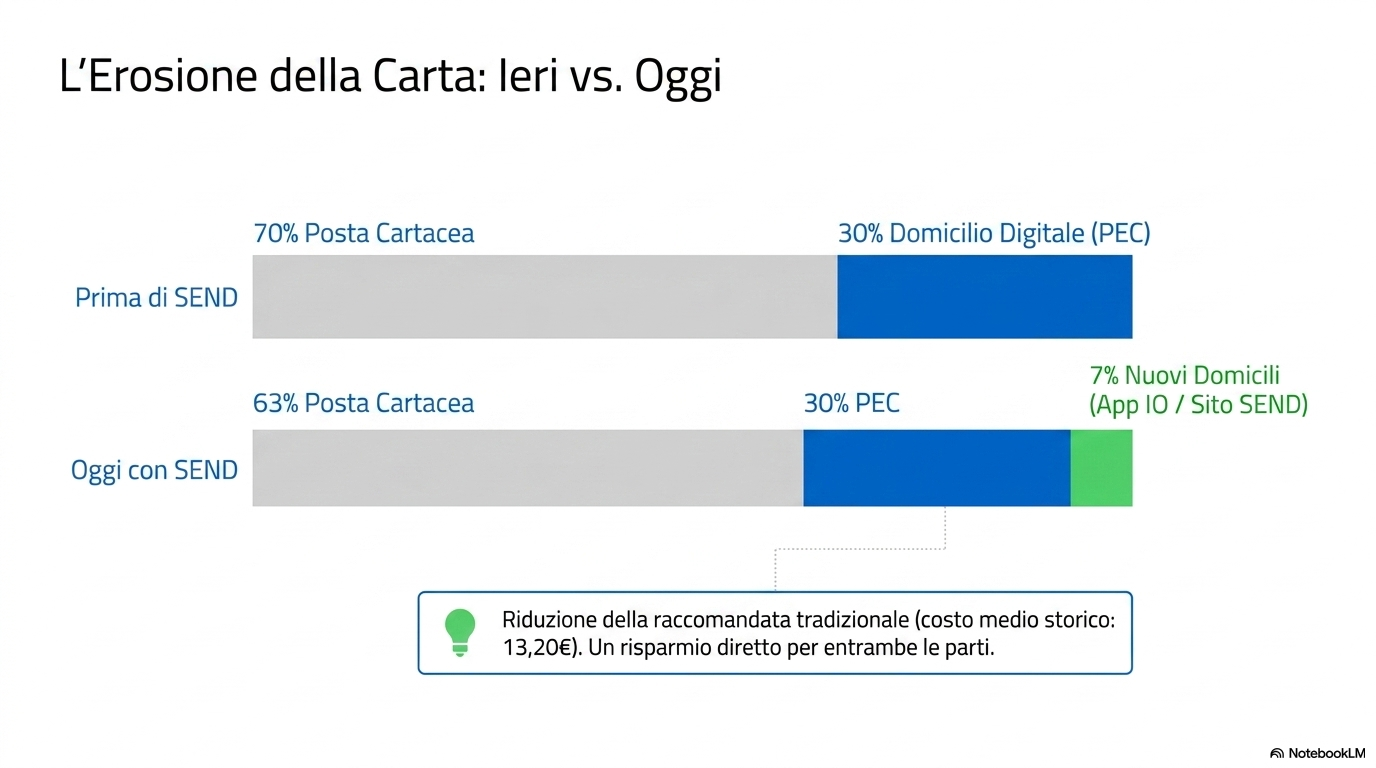 L'Erosione della Carta: Ieri vs. Oggi
70% Posta Cartacea
30% Domicilio Digitale (PEC)
Prima di SEND
7% Nuovi Domicili
(App IO / Sito SEND)
63% Posta Cartacea
30% PEC
Oggi con SEND
Riduzione della raccomandata tradizionale (costo medio storico:
13,20€). Un risparmio diretto per entrambe le parti.
NotebookLM